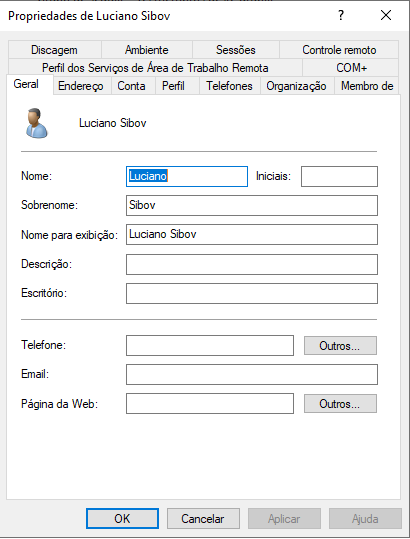 Propriedades de Luciano Sibov ?
Discagem Ambiente Sessões Controle remoto
Perfil dos Serviços de Área de Trabalho Remota COM+
Geral Endereço Conta Perfil Telefones Organização Membro de
Luciano Sibov
Nome: Luciano Iniciais:
Sobrenome: Sibov
Nome para exibição: Luciano Sibov
Descrição:
Escritório:
Telefone: Outros...
Email:
Página da Web: Outros...
OK Cancelar Aplicar Ajuda